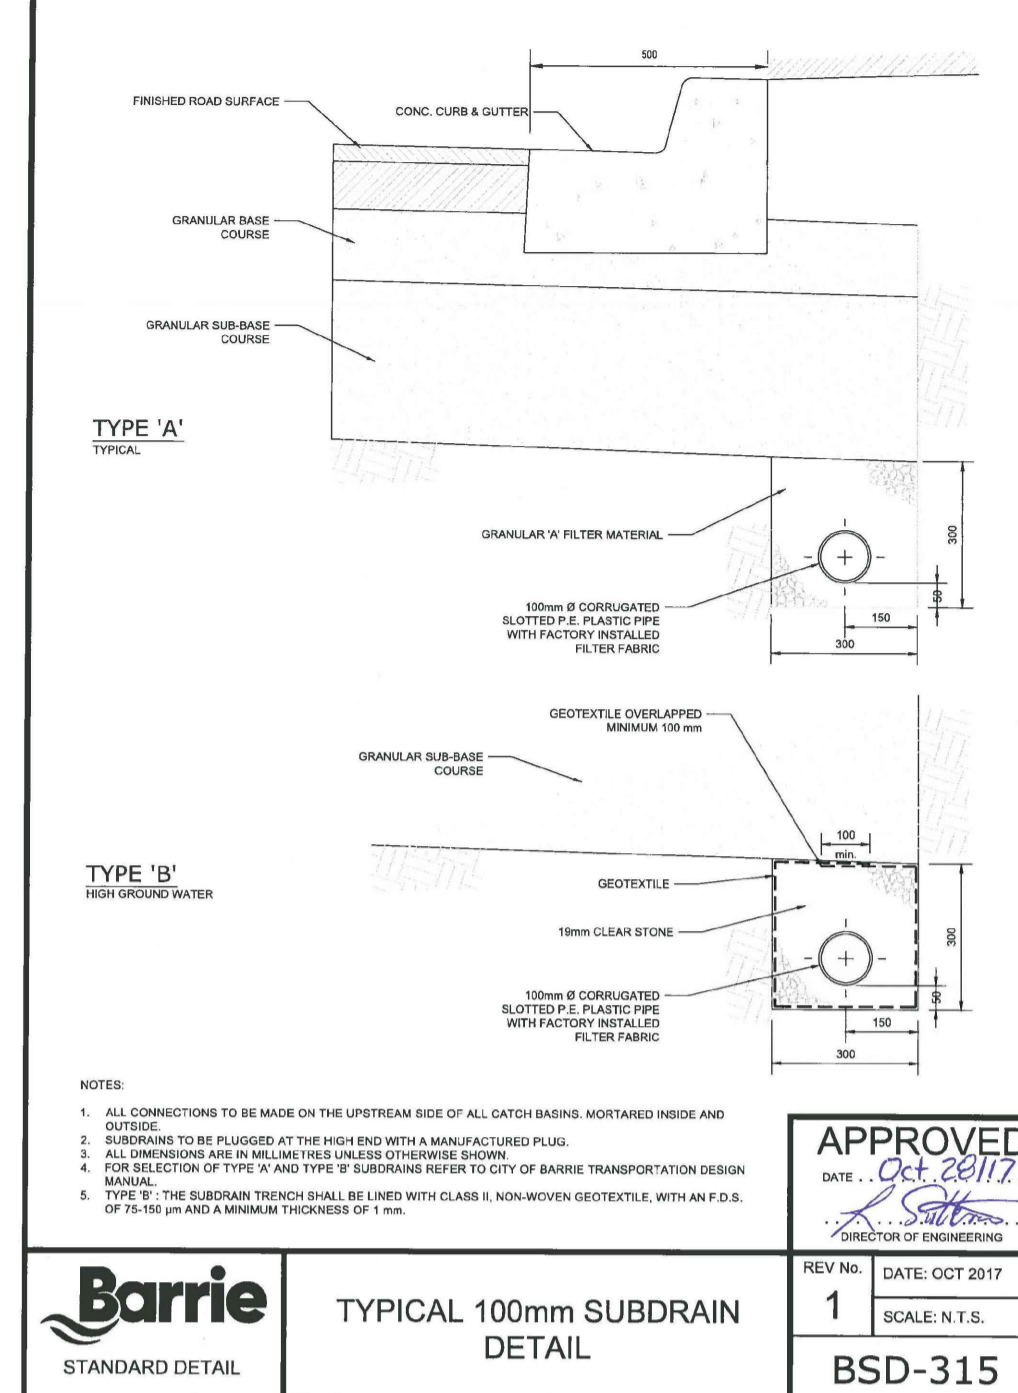 500
FINISHED ROAD SURFACE
CONC. CURB & GUTTER
GRANULAR BASE
COURSE
GRANULAR SUB-BASE
COURSE
TYPE 'A'
TYPICAL
GRANULAR 'A' FILTER MATERIAL
300
50
100mm Ø CORRUGATED
SLOTTED P.E. PLASTIC PIPE
WITH FACTORY INSTALLED
FILTER FABRIC
150
300
GEOTEXTILE OVERLAPPED
MINIMUM 100 mm
GRANULAR SUB-BASE
COURSE
100
min.
TYPE 'B'
HIGH GROUND WATER
GEOTEXTILE
19mm CLEAR STONE
300
50
100mm Ø CORRUGATED
SLOTTED P.E. PLASTIC PIPE
WITH FACTORY INSTALLED
FILTER FABRIC
150
300
NOTES:
1. ALL CONNECTIONS TO BE MADE ON THE UPSTREAM SIDE OF ALL CATCH BASINS. MORTARED INSIDE AND
OUTSIDE.
2. SUBDRAINS TO BE PLUGGED AT THE HIGH END WITH A MANUFACTURED PLUG.
3. ALL DIMENSIONS ARE IN MILLIMETRES UNLESS OTHERWISE SHOWN.
4. FOR SELECTION OF TYPE 'A' AND TYPE 'B' SUBDRAINS REFER TO CITY OF BARRIE TRANSPORTATION DESIGN
MANUAL.
5. TYPE 'B' : THE SUBDRAIN TRENCH SHALL BE LINED WITH CLASS II, NON-WOVEN GEOTEXTILE, WITH AN F.D.S.
OF 75-150 µm AND A MINIMUM THICKNESS OF 1 mm.
APPROVED
DATE . . Oct. 28/17
DIRECTOR OF ENGINEERING
Barrie
STANDARD DETAIL
TYPICAL 100mm SUBDRAIN
DETAIL
REV No.
1
DATE: OCT 2017
SCALE: N.T.S.
BSD-315